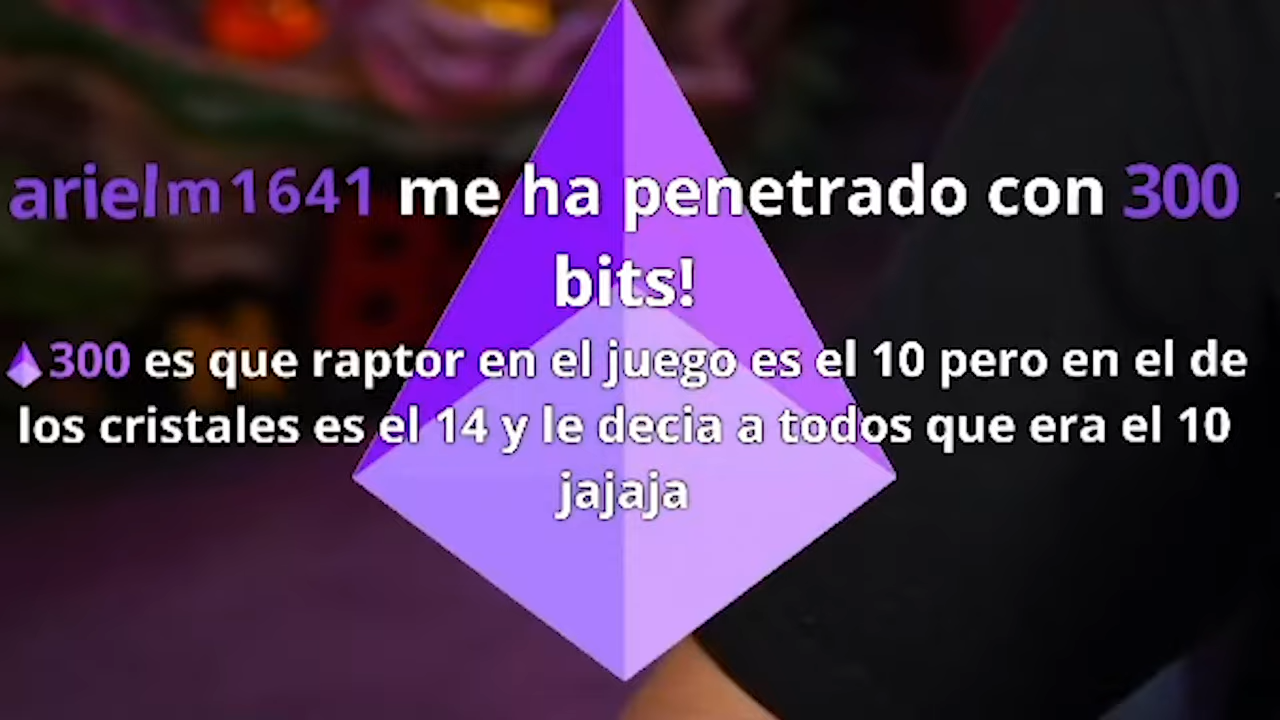 arielm1641 me ha penetrado con 300
bits!
300 es que raptor en el juego es el 10 pero en el de
los cristales es el 14 y le decia a todos que era el 10
jajaja